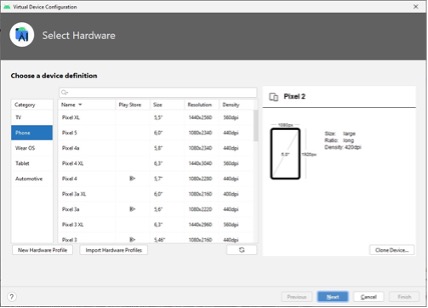 Virtual Device Configuration
Select Hardware
Choose a device definition
Category
TV
Phone
Wear OS
Tablet
Automotive
Name Play Store Size Resolution Density
Pixel XL 5,5" 1440x2560 560dpi
Pixel 5 6,0" 1080x2340 440dpi
Pixel 4a 5,8" 1080x2340 440dpi
Pixel 4 XL 6,3" 1440x3040 560dpi
Pixel 4 5,7" 1080x2280 440dpi
Pixel 3a XL 6,0" 1080x2160 400dpi
Pixel 3a 5,6" 1080x2220 440dpi
Pixel 3 XL 6,3" 1440x2960 560dpi
Pixel 3 5,46" 1080x2160 440dpi
New Hardware Profile
Import Hardware Profiles
Pixel 2
1080px
5,0"
1920px
Size: large
Ratio: long
Density: 420dpi
Clone Device...
?
Previous
Next
Cancel
Finish